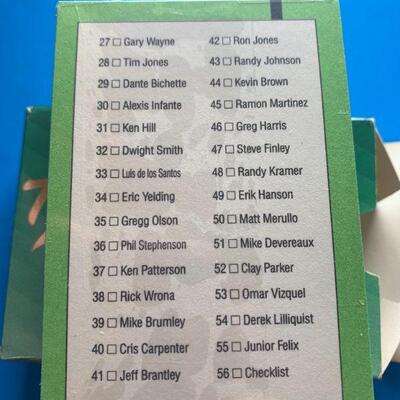 27 ☐ Gary Wayne
28 ☐ Tim Jones
29 ☐ Dante Bichette
30 ☐ Alexis Infante
31 ☐ Ken Hill
32 ☐ Dwight Smith
33 ☐ Luis de los Santos
34 ☐ Eric Yelding
35 ☐ Gregg Olson
36 ☐ Phil Stephenson
37 ☐ Ken Patterson
38 ☐ Rick Wrona
39 ☐ Mike Brumley
40 ☐ Cris Carpenter
41 ☐ Jeff Brantley
42 ☐ Ron Jones
43 ☐ Randy Johnson
44 ☐ Kevin Brown
45 ☐ Ramon Martinez
46 ☐ Greg Harris
47 ☐ Steve Finley
48 ☐ Randy Kramer
49 ☐ Erik Hanson
50 ☐ Matt Merullo
51 ☐ Mike Devereaux
52 ☐ Clay Parker
53 ☐ Omar Vizquel
54 ☐ Derek Lilliquist
55 ☐ Junior Felix
56 ☐ Checklist